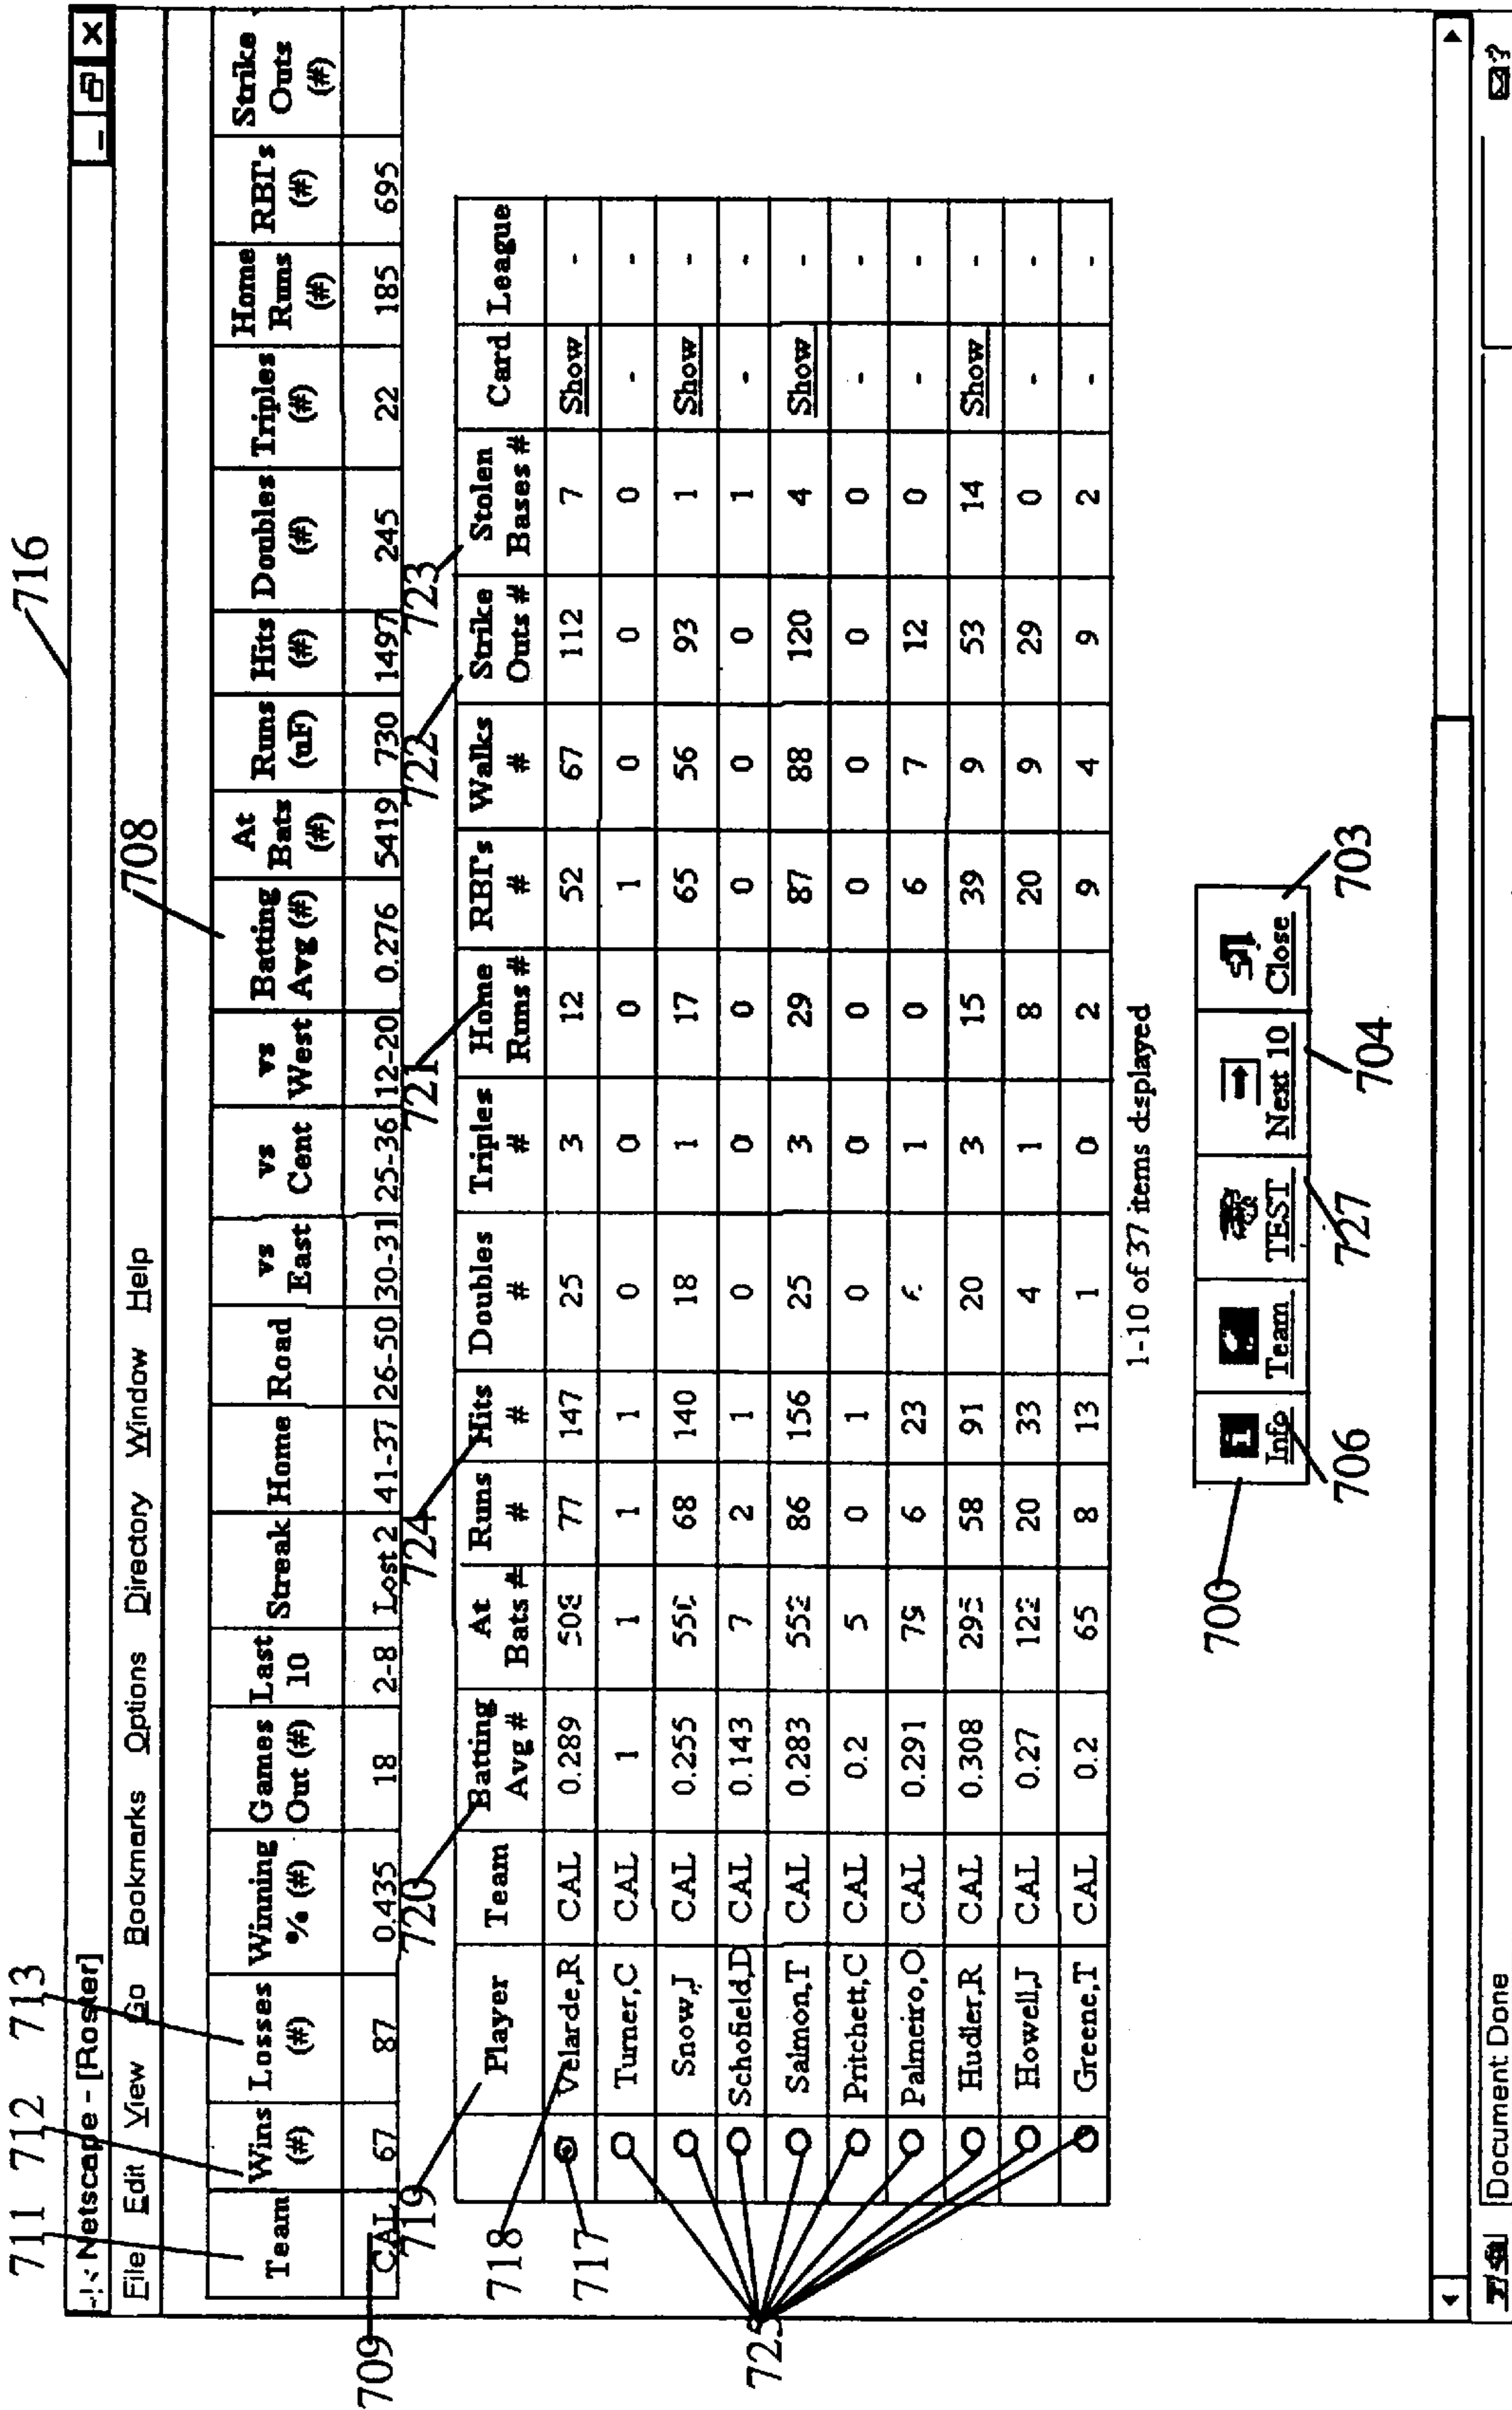 716
711 712 713
Netscape - [Roster]
File Edit View Go Bookmarks Options Directory Window Help
708
Team Wins (#) Losses (#) Winning % (#) Games Out (#) Last 10 Streak Home Road vs East vs Cent vs West Batting Avg (#) At Bats (#) Runs (uF) Hits (#) Doubles (#) Triples (#) Home Runs (#) RBI's (#) Strike Outs (#)
CAL 67 87 0.435 18 2-8 Lost 2 41-37 26-50 30-31 25-36 12-20 0.276 5419 730 1497 245 22 185 695
709 719 720 724 721 722 723
Player Team Batting Avg # At Bats # Runs # Hits # Doubles # Triples # Home Runs # RBI's # Walks # Strike Outs # Stolen Bases # Card League
Velarde,R CAL 0.289 77 147 25 3 12 52 67 112 7 Show -
Turner,C CAL 1 1 1 1 0 0 0 1 0 0 0 - -
Snow,J CAL 0.255 68 140 18 1 17 65 56 93 1 Show -
Schofield,D CAL 0.143 7 2 1 0 0 0 0 0 0 1 - -
Salmon,T CAL 0.283 552 86 156 25 3 29 87 88 120 4 Show -
Pritchett,C CAL 0.2 5 0 1 0 0 0 0 0 0 0 - -
Palmeiro,O CAL 0.291 79 6 23 1 0 6 7 12 0 - -
Hudler,R CAL 0.308 58 91 20 3 15 39 9 53 14 Show -
Howell,J CAL 0.27 122 20 33 4 1 8 20 9 29 0 - -
Greene,T CAL 0.2 65 8 13 1 0 2 9 4 9 2 - -
718
717
725
1-10 of 37 items displayed
Info Team TEST Next 10 Close
700 706 727 704 703
Document Done
?